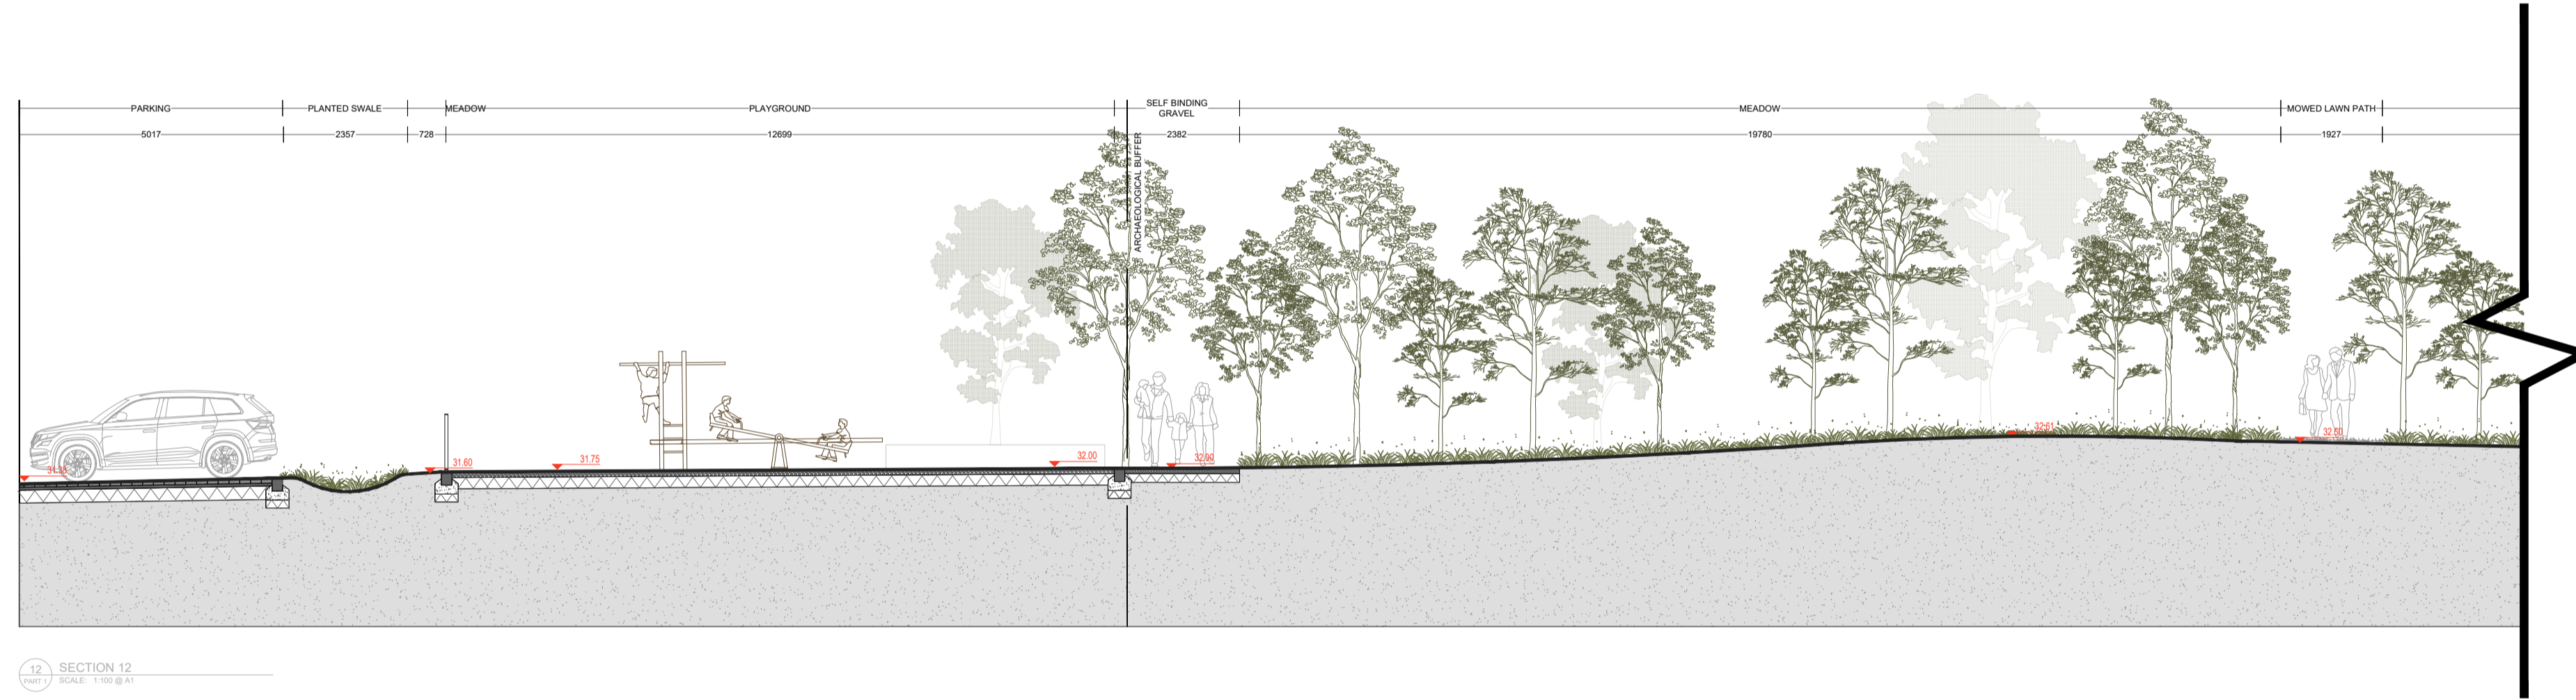 PARKING
PLANTED SWALE
MEADOW
PLAYGROUND
SELF BINDING
GRAVEL
MEADOW
MOWED LAWN PATH
5017
2357
728
12699
2382
19780
1927
ARCHAEOLOGICAL BUFFER
31.60
31.75
32.00
32.00
32.61
32.50
12
PART 1
SECTION 12
SCALE: 1:100 @ A1